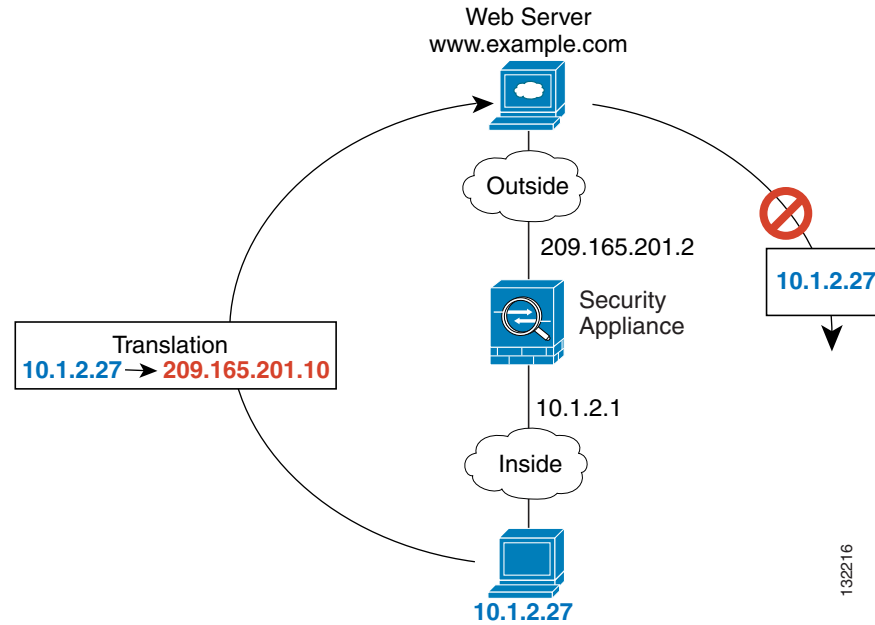 Web Server
www.example.com
Outside
209.165.201.2
10.1.2.27
Security
Appliance
Translation
10.1.2.27 209.165.201.10
10.1.2.1
Inside
10.1.2.27
132216